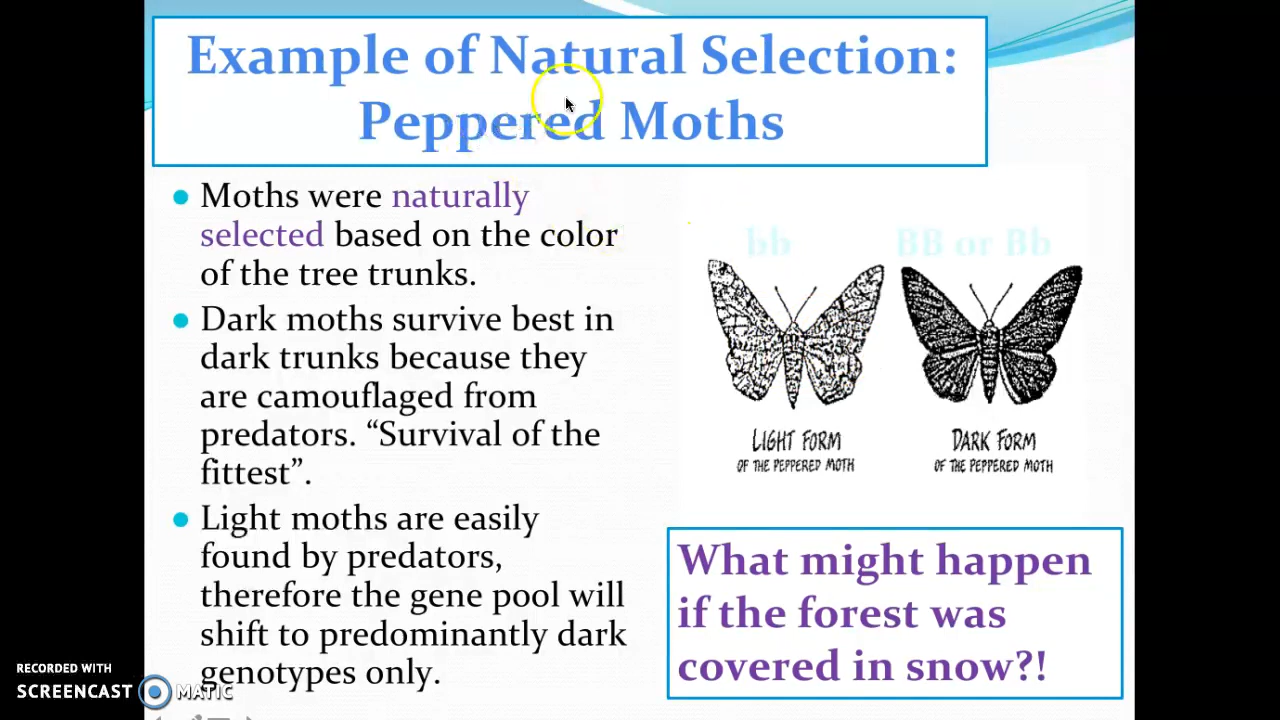 Example of Natural Selection:
Peppered Moths
Moths were naturally
selected based on the color
of the tree trunks.
Dark moths survive best in
dark trunks because they
are camouflaged from
predators. “Survival of the
fittest”.
Light moths are easily
found by predators,
therefore the gene pool will
shift to predominantly dark
genotypes only.
bb BB or Bb
LIGHT FORM
OF THE PEPPERED MOTH
DARK FORM
OF THE PEPPERED MOTH
What might happen
if the forest was
covered in snow?!
RECORDED WITH
SCREENCAST MATIC